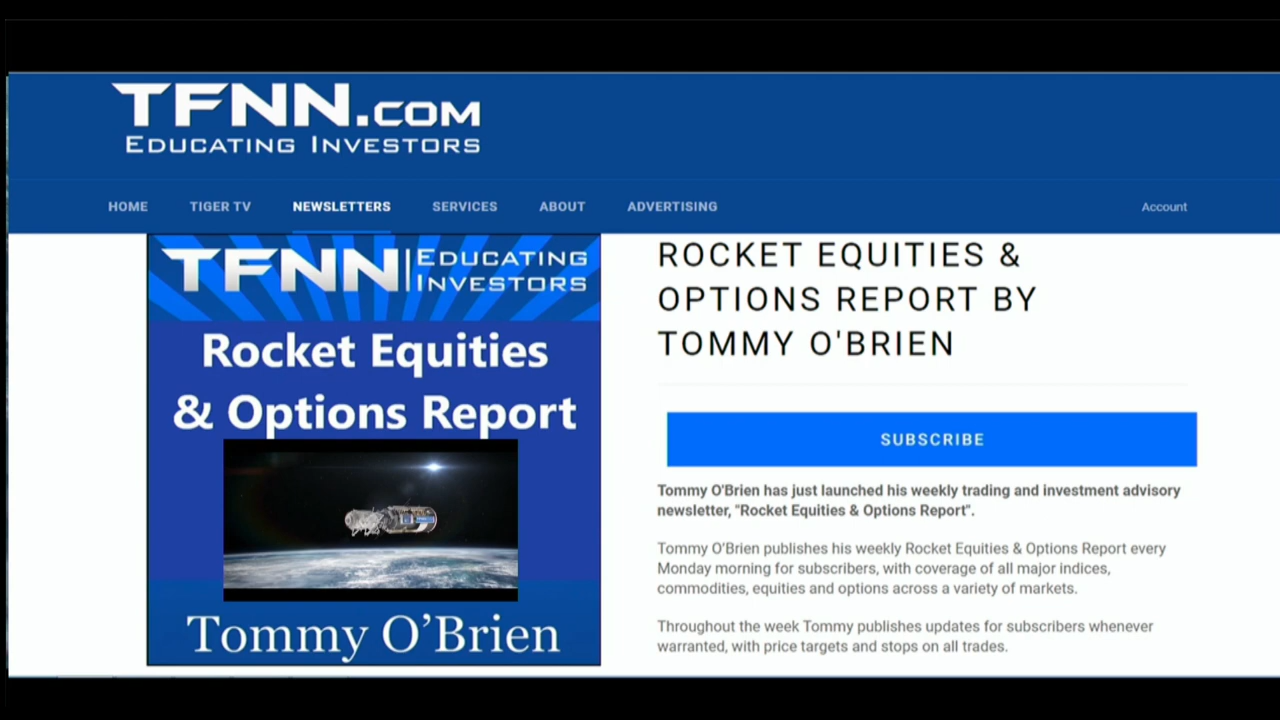 TFNN.COM
EDUCATING INVESTORS
HOME TIGER TV NEWSLETTERS SERVICES ABOUT ADVERTISING Account
TFNN EDUCATING
INVESTORS
Rocket Equities
& Options Report
Tommy O'Brien
ROCKET EQUITIES &
OPTIONS REPORT BY
TOMMY O'BRIEN
SUBSCRIBE
Tommy O'Brien has just launched his weekly trading and investment advisory
newsletter, "Rocket Equities & Options Report".
Tommy O'Brien publishes his weekly Rocket Equities & Options Report every
Monday morning for subscribers, with coverage of all major indices,
commodities, equities and options across a variety of markets.
Throughout the week Tommy publishes updates for subscribers whenever
warranted, with price targets and stops on all trades.